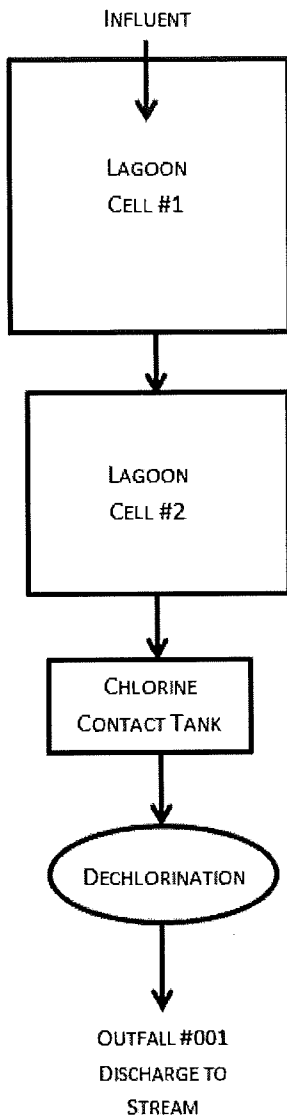 INFLUENT
LAGOON
CELL #1
LAGOON
CELL #2
CHLORINE
CONTACT TANK
DECHLORINATION
OUTFALL #001
DISCHARGE TO
STREAM